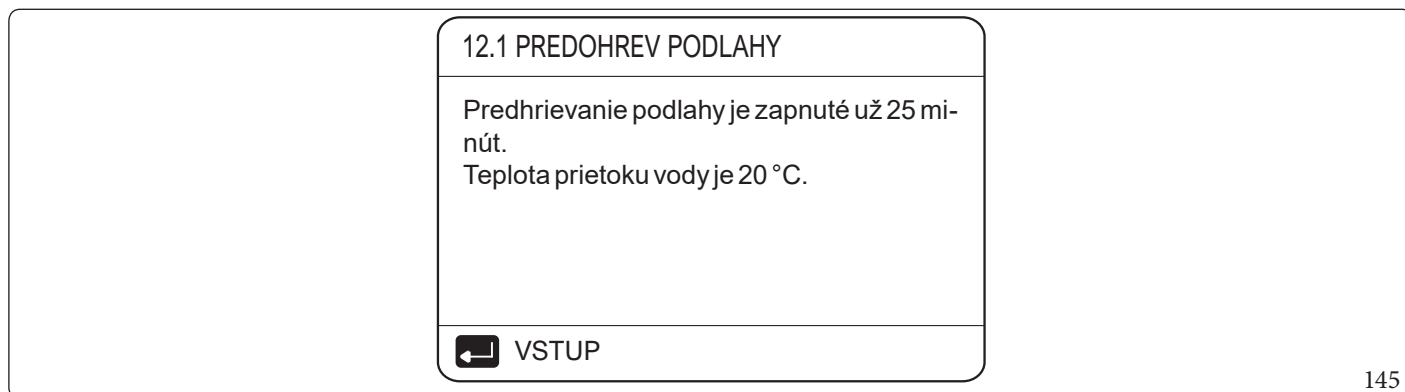 12.1 PREDOHREV PODLAHY
Predhrievanie podlahy je zapnuté už 25 mi-
nút.
Teplota prietoku vody je 20 °C.
VSTUP
145